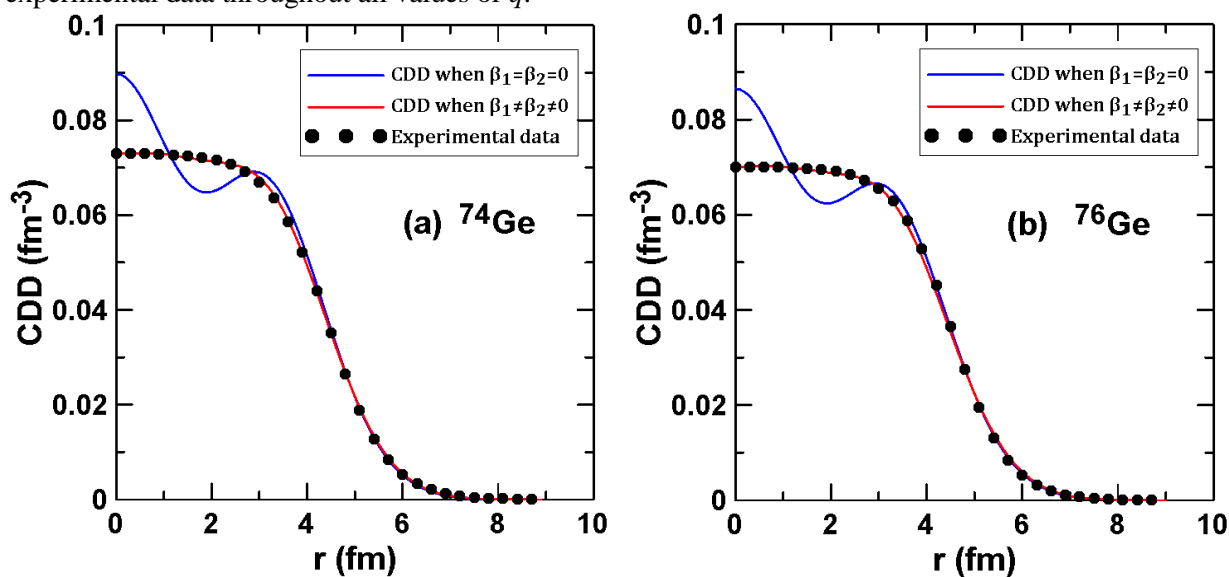 experimental data throughout all values of q.
0.1
0.08
0.06
0.04
0.02
0
CDD (fm⁻³)
0 2 4 6 8 10
r (fm)
CDD when β₁=β₂=0
CDD when β₁≠β₂≠0
Experimental data
(a) ⁷⁴Ge
0.1
0.08
0.06
0.04
0.02
0
CDD (fm⁻³)
0 2 4 6 8 10
r (fm)
CDD when β₁=β₂=0
CDD when β₁≠β₂≠0
Experimental data
(b) ⁷⁶Ge